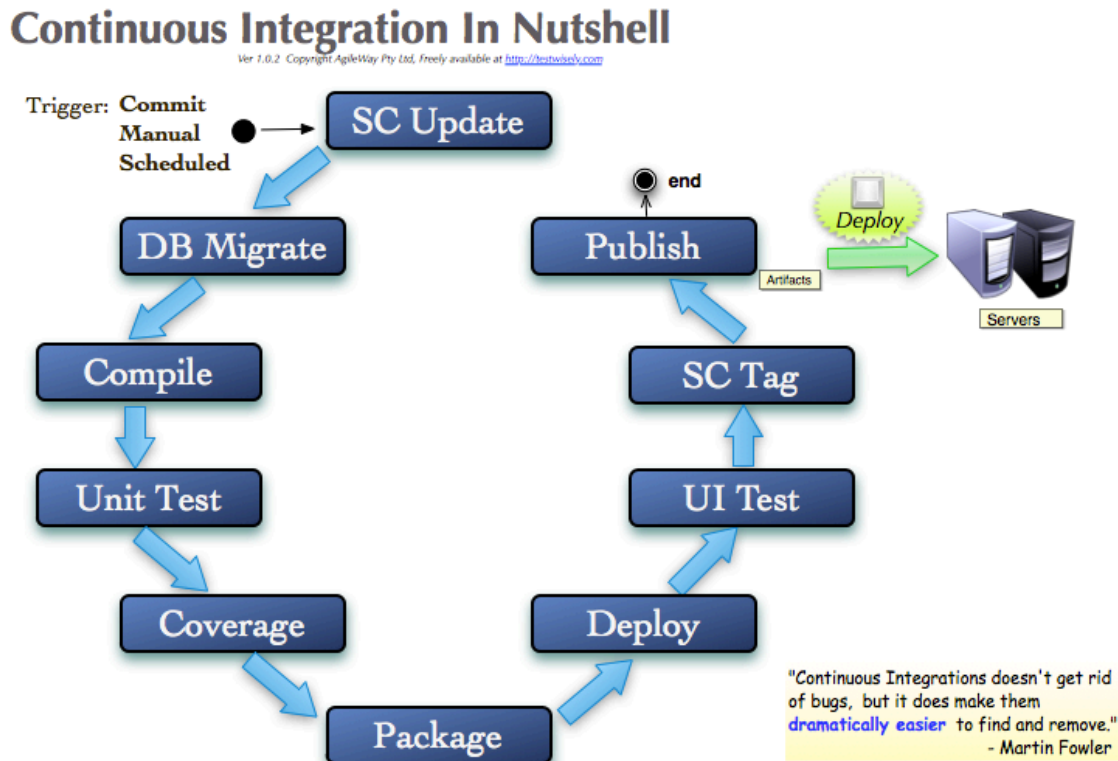 Continuous Integration In Nutshell
Ver 1.0.2 Copyright AgileWay Pty Ltd, Freely available at http://testwisely.com
Trigger: Commit
Manual
Scheduled
SC Update
DB Migrate
Compile
Unit Test
Coverage
Package
Deploy
UI Test
SC Tag
Publish
end
Artifacts
Deploy
Servers
"Continuous Integrations doesn't get rid
of bugs, but it does make them
dramatically easier to find and remove."
- Martin Fowler